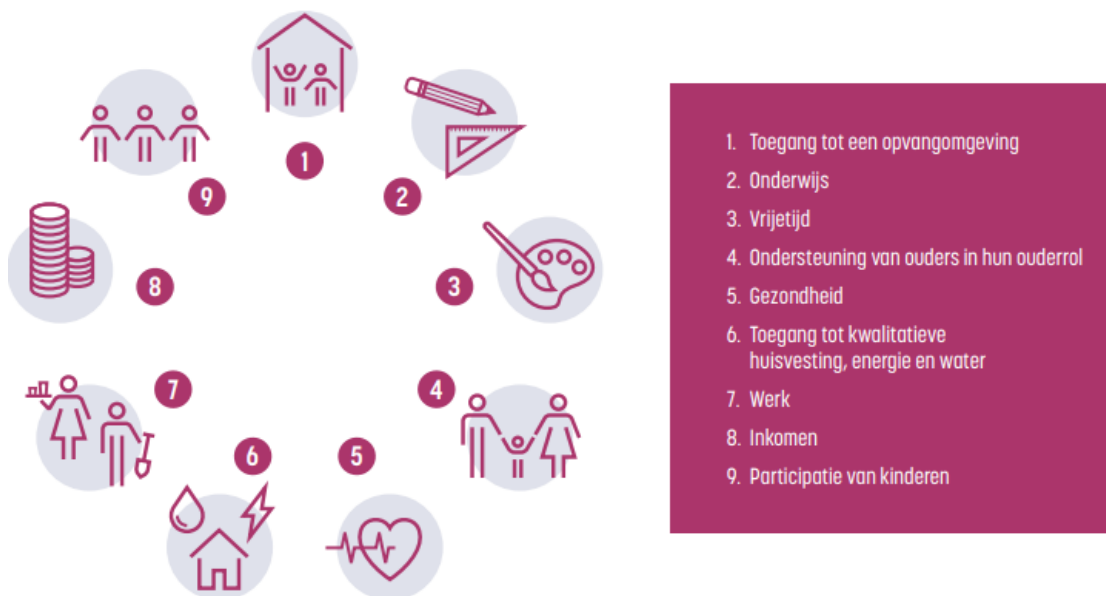 1
2
3
4
5
6
7
8
9
1. Toegang tot een opvangomgeving
2. Onderwijs
3. Vrijetijd
4. Ondersteuning van ouders in hun ouderrol
5. Gezondheid
6. Toegang tot kwalitatieve
huisvesting, energie en water
7. Werk
8. Inkomen
9. Participatie van kinderen